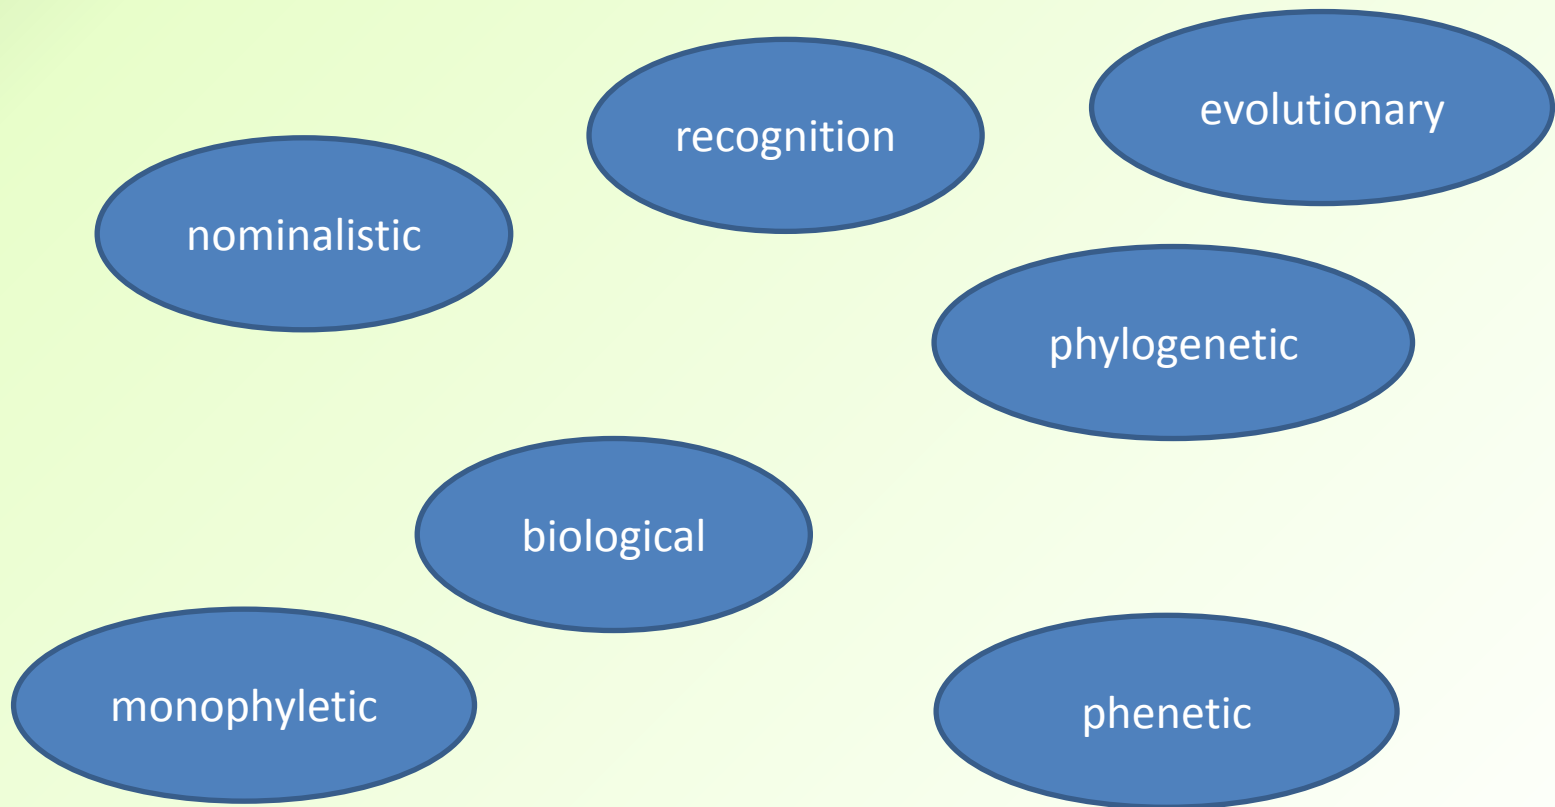 evolutionary
recognition
nominalistic
phylogenetic
biological
monophyletic
phenetic